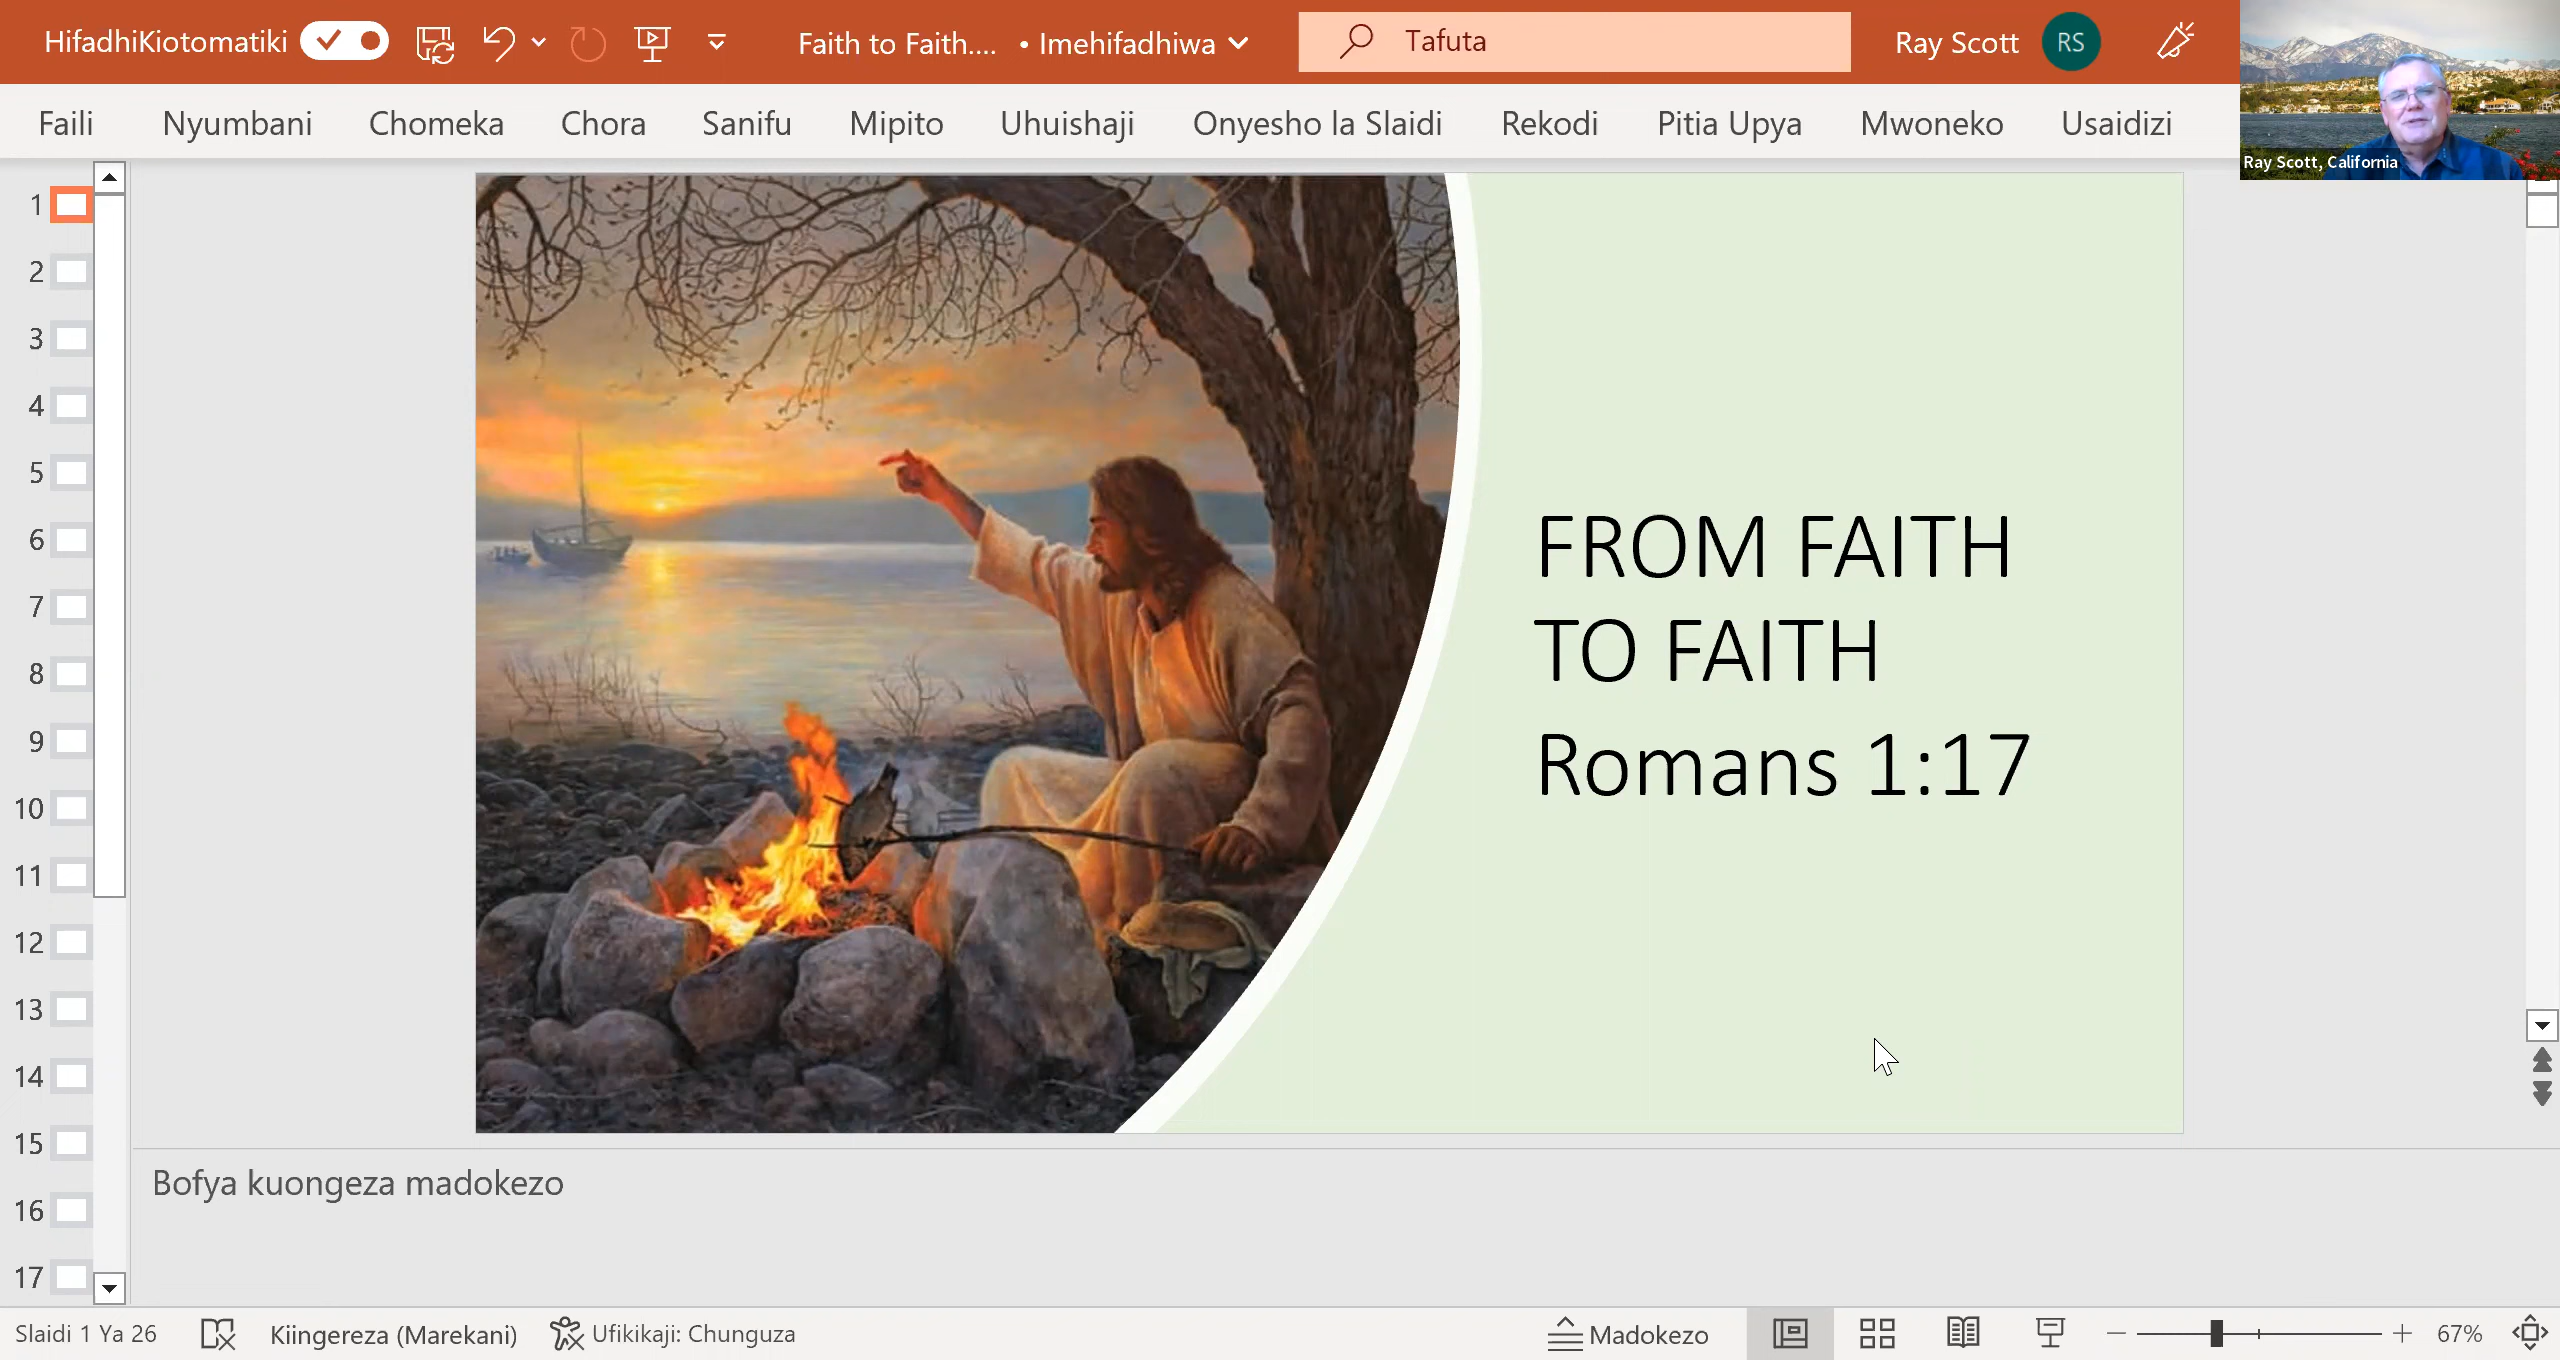 HifadhiKiotomatiki
Faith to Faith.... • Imehifadhiwa
Tafuta
Ray Scott
RS
Faili Nyumbani Chomeka Chora Sanifu Mipito Uhuishaji Onyesho la Slaidi Rekodi Pitia Upya Mwoneko Usaidizi
Ray Scott, California
1
2
3
4
5
6
7
8
9
10
11
12
13
14
15
16
17
FROM FAITH
TO FAITH
Romans 1:17
Bofya kuongeza madokezo
Slaidi 1 Ya 26
Kiingereza (Marekani)
Ufikikaji: Chunguza
Madokezo
67%